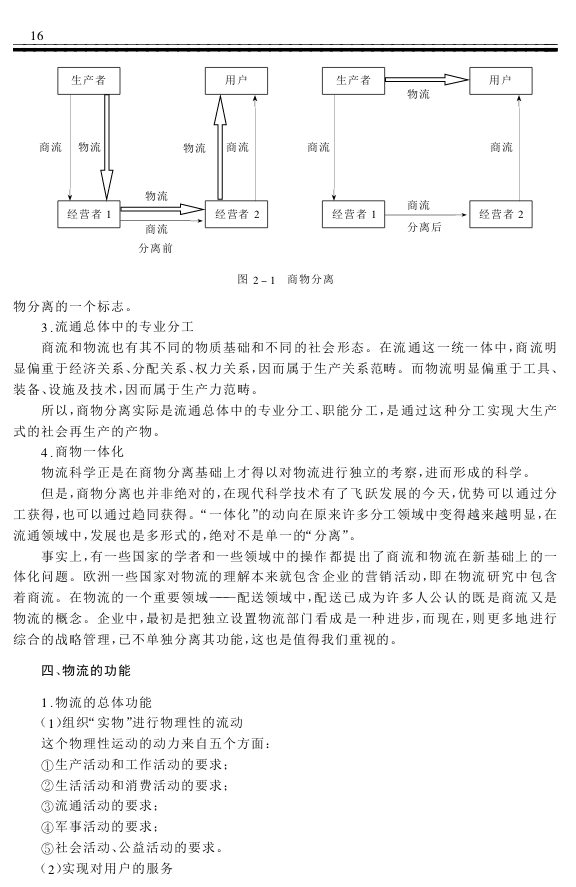 16
生产者
用户
生产者
用户
物流
商流
物流
物流
商流
商流
商流
物流
经营者 1
经营者 2
商流
经营者 1
商流
经营者 2
分离前
分离后
图 2－1　商物分离
物分离的一个标志。
3.流通总体中的专业分工
商流和物流也有其不同的物质基础和不同的社会形态。在流通这一统一体中,商流明
显偏重于经济关系、分配关系、权力关系,因而属于生产关系范畴。而物流明显偏重于工具、
装备、设施及技术,因而属于生产力范畴。
所以,商物分离实际是流通总体中的专业分工、职能分工,是通过这种分工实现大生产
式的社会再生产的产物。
4.商物一体化
物流科学正是在商物分离基础上才得以对物流进行独立的考察,进而形成的科学。
但是,商物分离也并非绝对的,在现代科学技术有了飞跃发展的今天,优势可以通过分
工获得,也可以通过趋同获得。“一体化”的动向在原来许多分工领域中变得越来越明显,在
流通领域中,发展也是多形式的,绝对不是单一的“分离”。
事实上,有一些国家的学者和一些领域中的操作都提出了商流和物流在新基础上的一
体化问题。欧洲一些国家对物流的理解本来就包含企业的营销活动,即在物流研究中包含
着商流。在物流的一个重要领域——配送领域中,配送已成为许多人公认的既是商流又是
物流的概念。企业中,最初是把独立设置物流部门看成是一种进步,而现在,则更多地进行
综合的战略管理,已不单独分离其功能,这也是值得我们重视的。
四、物流的功能
1.物流的总体功能
(1)组织“实物”进行物理性的流动
这个物理性运动的动力来自五个方面:
①生产活动和工作活动的要求;
②生活活动和消费活动的要求;
③流通活动的要求;
④军事活动的要求;
⑤社会活动、公益活动的要求。
(2)实现对用户的服务